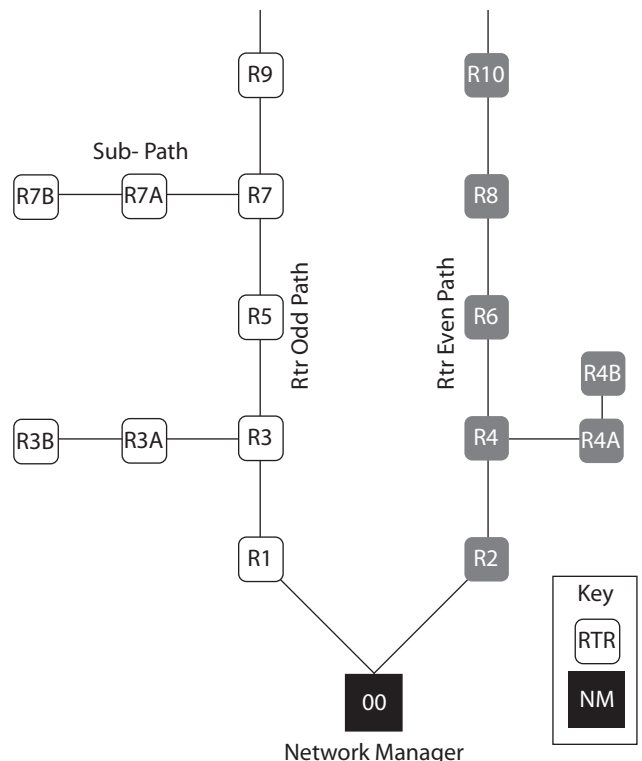 R9
R10
Sub- Path
R7B
R7A
R7
R8
Rtr Odd Path
Rtr Even Path
R5
R6
R4B
R3B
R3A
R3
R4
R4A
R1
R2
Key
RTR
NM
00
Network Manager